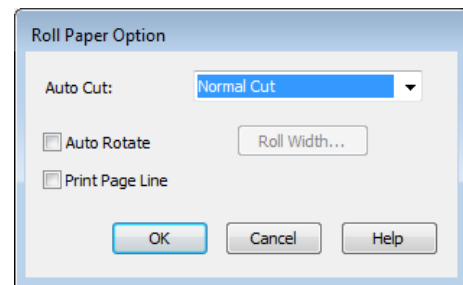 Roll Paper Option
Auto Cut: Normal Cut
Auto Rotate Roll Width...
Print Page Line
OK Cancel Help